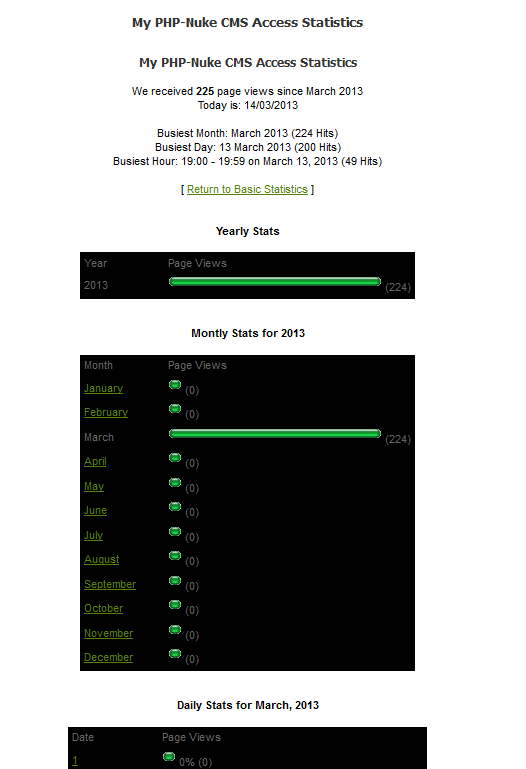 My PHP-Nuke CMS Access Statistics
My PHP-Nuke CMS Access Statistics
We received 225 page views since March 2013
Today is: 14/03/2013
Busiest Month: March 2013 (224 Hits)
Busiest Day: 13 March 2013 (200 Hits)
Busiest Hour: 19:00 - 19:59 on March 13, 2013 (49 Hits)
[ Return to Basic Statistics ]
Yearly Stats
Year Page Views
2013 (224)
Montly Stats for 2013
Month Page Views
January (0)
February (0)
March (224)
April (0)
May (0)
June (0)
July (0)
August (0)
September (0)
October (0)
November (0)
December (0)
Daily Stats for March, 2013
Date Page Views
1 0% (0)